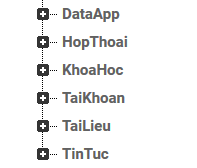 DataApp
HopThoai
KhoaHoc
TaiKhoan
TaiLieu
TinTuc